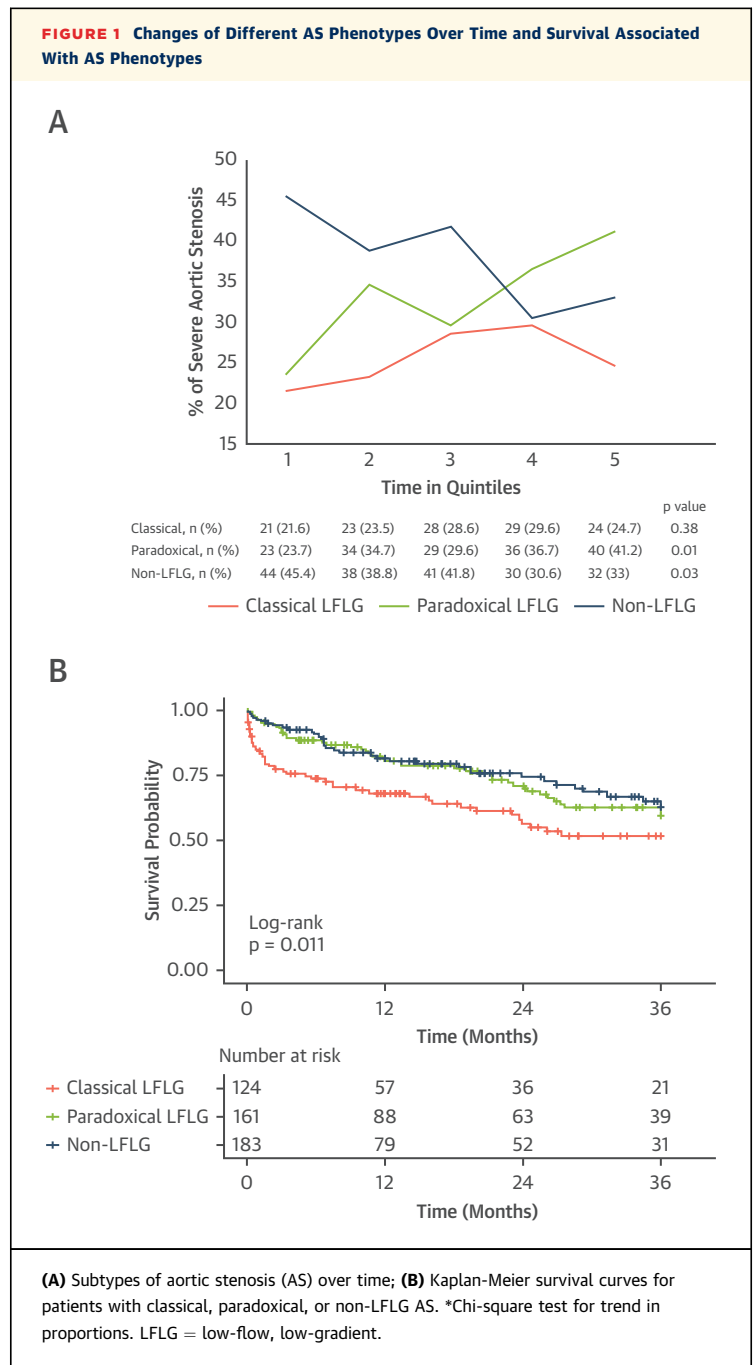 FIGURE 1 Changes of Different AS Phenotypes Over Time and Survival Associated
With AS Phenotypes
A
% of Severe Aortic Stenosis
50
45
40
35
30
25
20
15
1 2 3 4 5
Time in Quintiles
p value
Classical, n (%) 21 (21.6) 23 (23.5) 28 (28.6) 29 (29.6) 24 (24.7) 0.38
Paradoxical, n (%) 23 (23.7) 34 (34.7) 29 (29.6) 36 (36.7) 40 (41.2) 0.01
Non-LFLG, n (%) 44 (45.4) 38 (38.8) 41 (41.8) 30 (30.6) 32 (33) 0.03
Classical LFLG Paradoxical LFLG Non-LFLG
B
Survival Probability
1.00
0.75
0.50
0.25
0.00
Log-rank
p = 0.011
0 12 24 36
Time (Months)
Number at risk
Classical LFLG 124 57 36 21
Paradoxical LFLG 161 88 63 39
Non-LFLG 183 79 52 31
0 12 24 36
Time (Months)
(A) Subtypes of aortic stenosis (AS) over time; (B) Kaplan-Meier survival curves for
patients with classical, paradoxical, or non-LFLG AS. *Chi-square test for trend in
proportions. LFLG = low-flow, low-gradient.